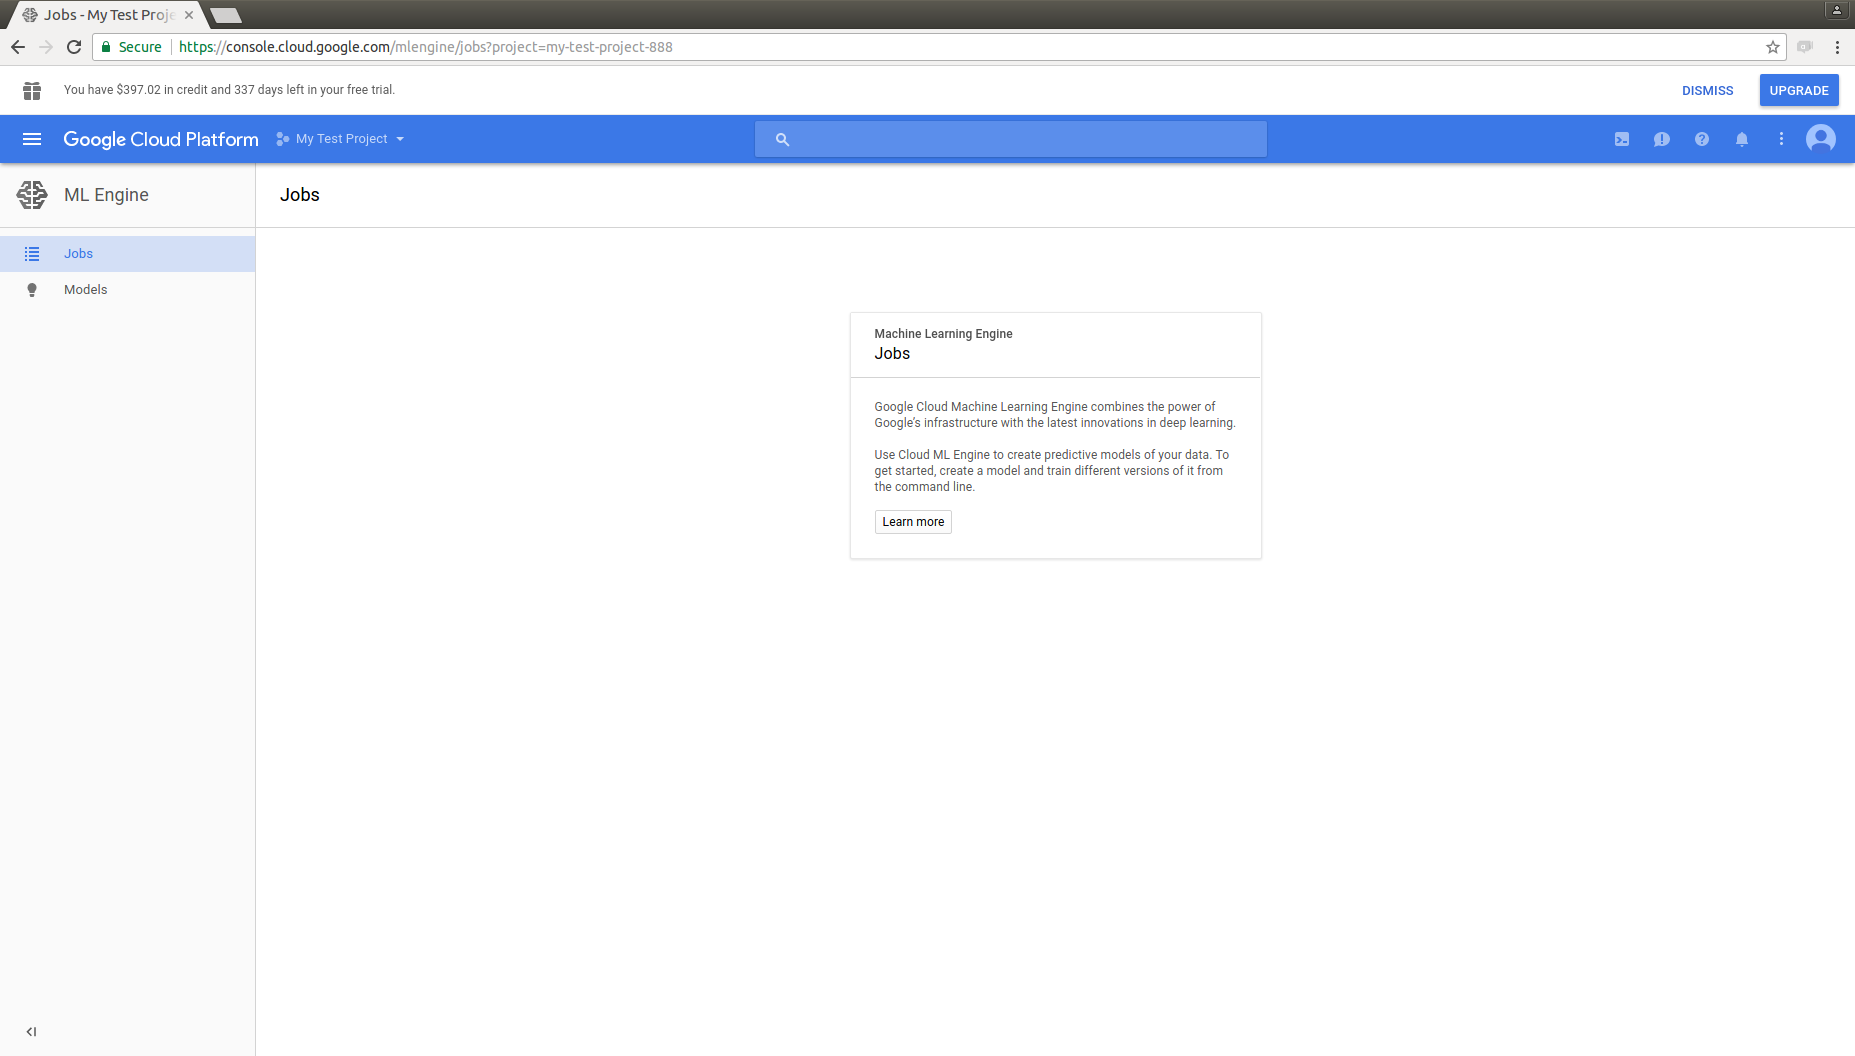 Jobs - My Test Proje
Secure
https://console.cloud.google.com/mlengine/jobs?project=my-test-project-888
You have $397.02 in credit and 337 days left in your free trial.
DISMISS
UPGRADE
Google Cloud Platform
My Test Project
ML Engine
Jobs
Jobs
Models
Machine Learning Engine
Jobs
Google Cloud Machine Learning Engine combines the power of
Google’s infrastructure with the latest innovations in deep learning.
Use Cloud ML Engine to create predictive models of your data. To
get started, create a model and train different versions of it from
the command line.
Learn more